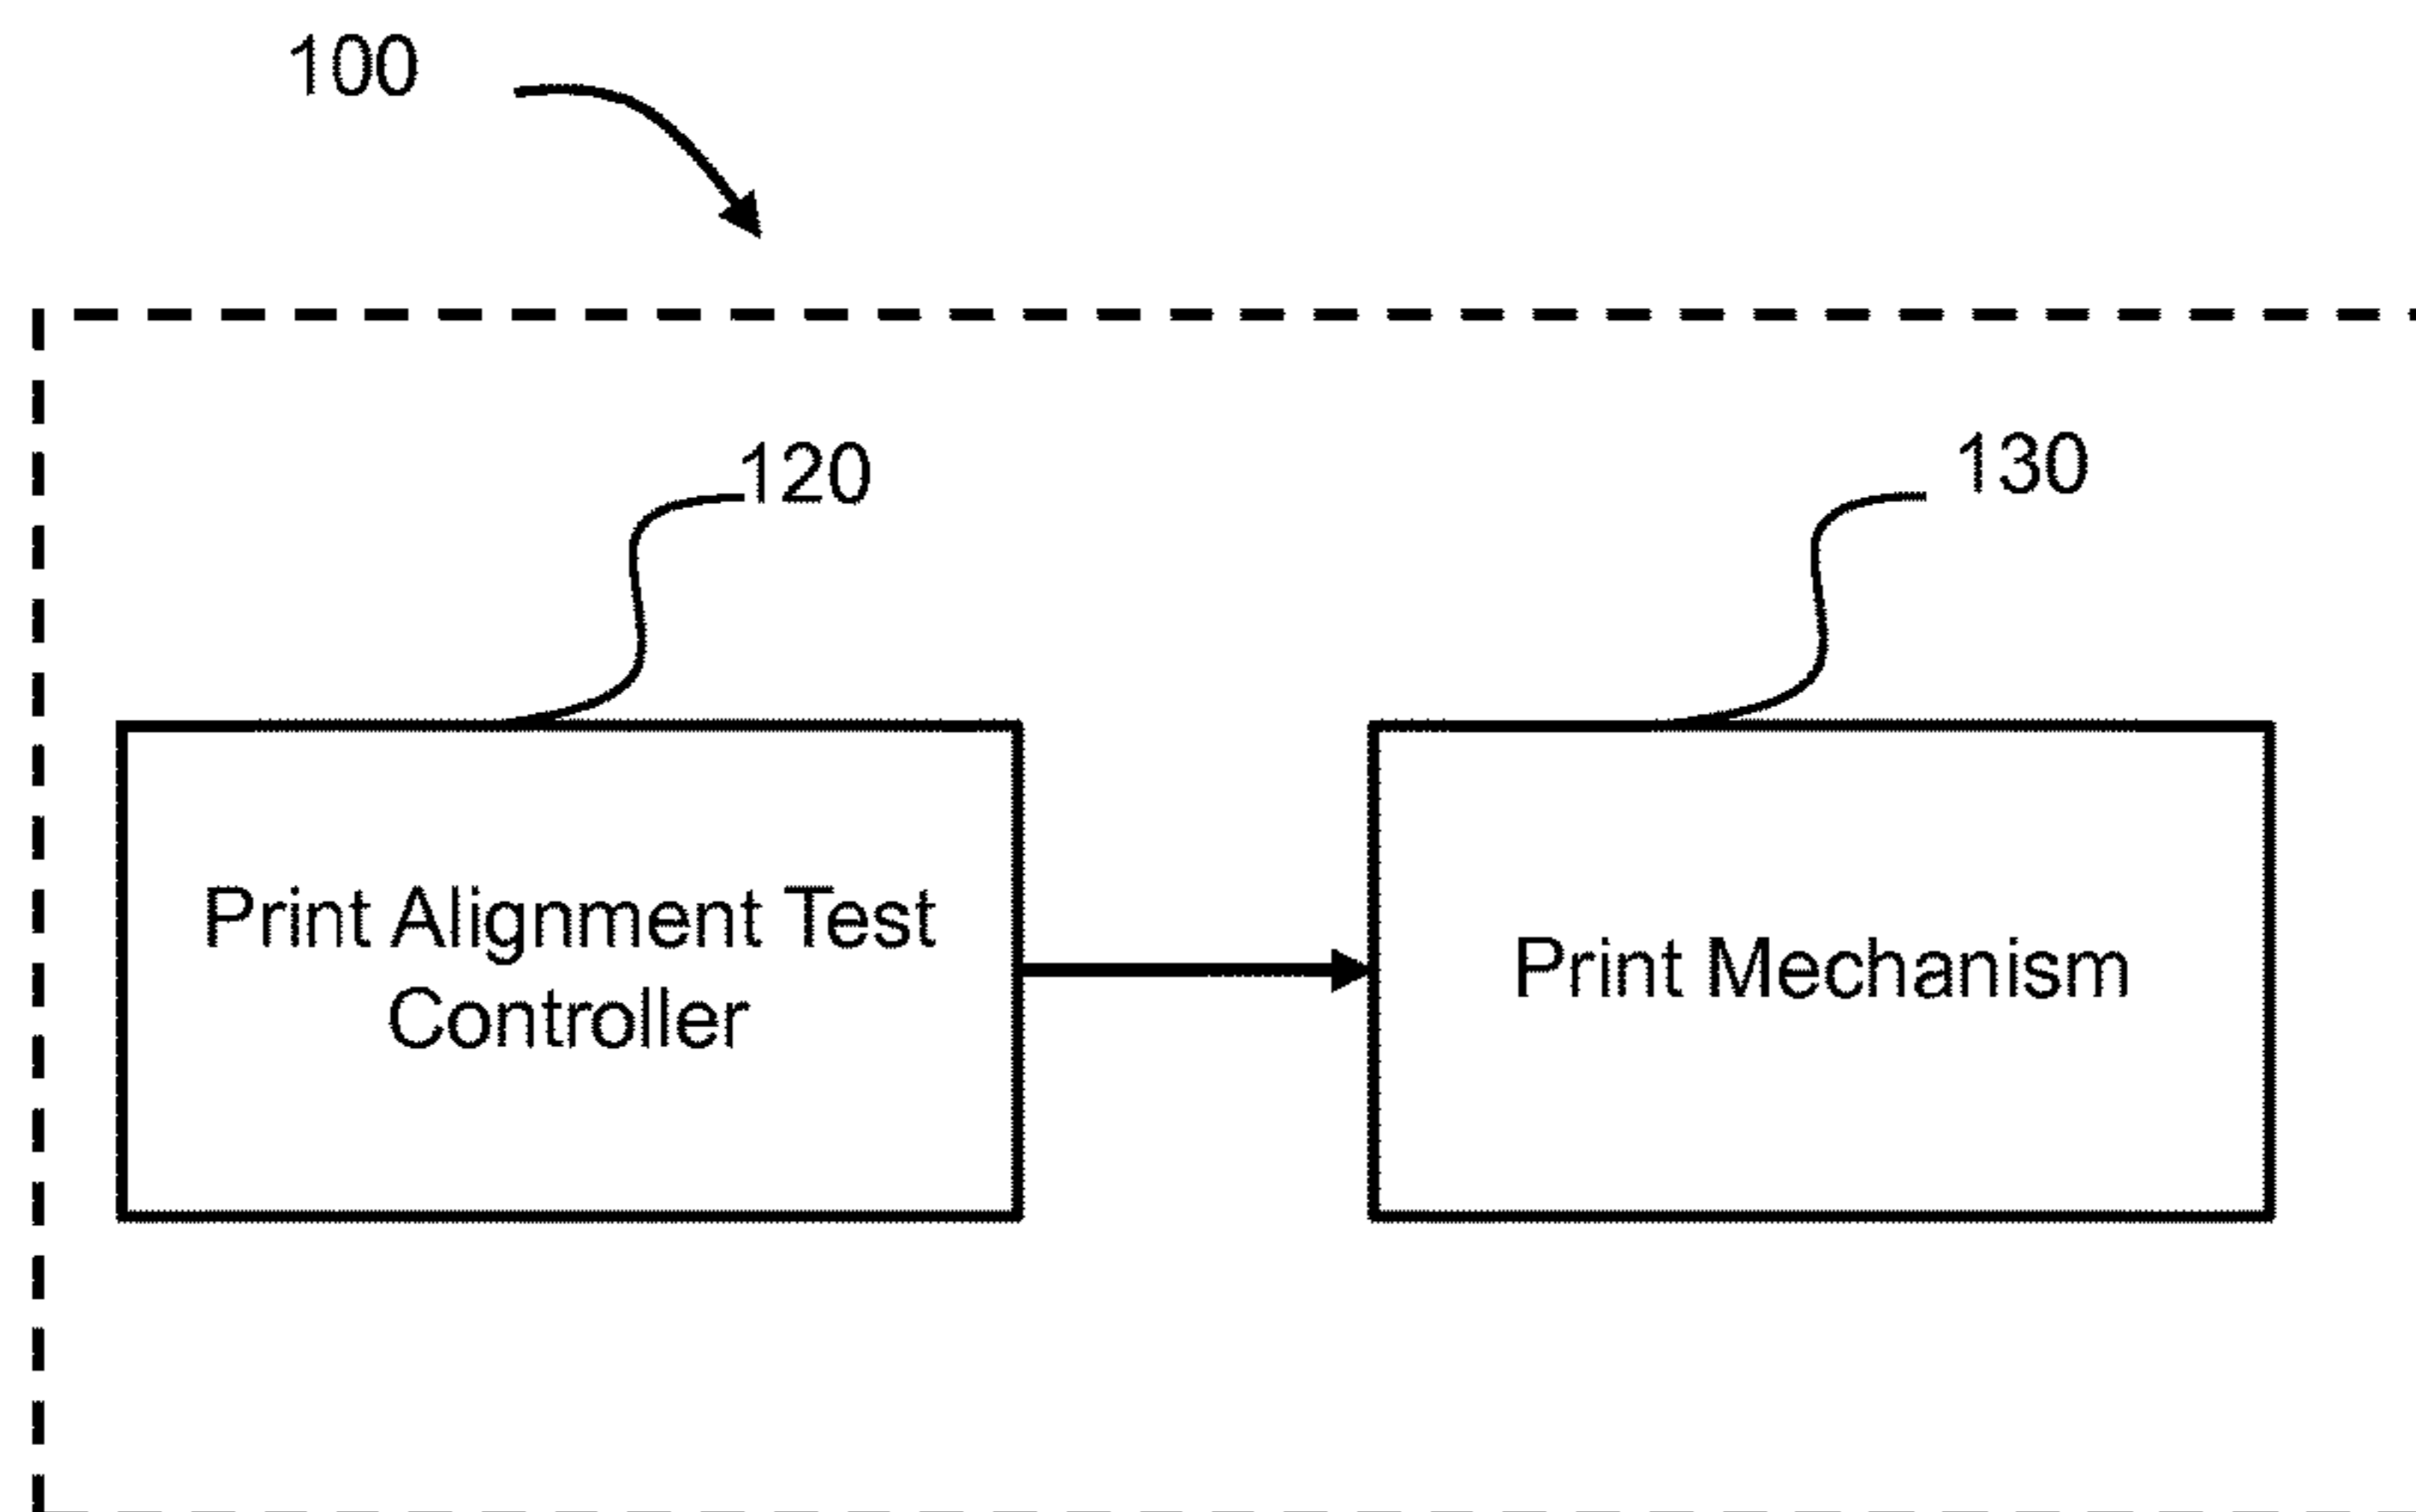 100
120
130
Print Alignment Test
Controller
Print Mechanism